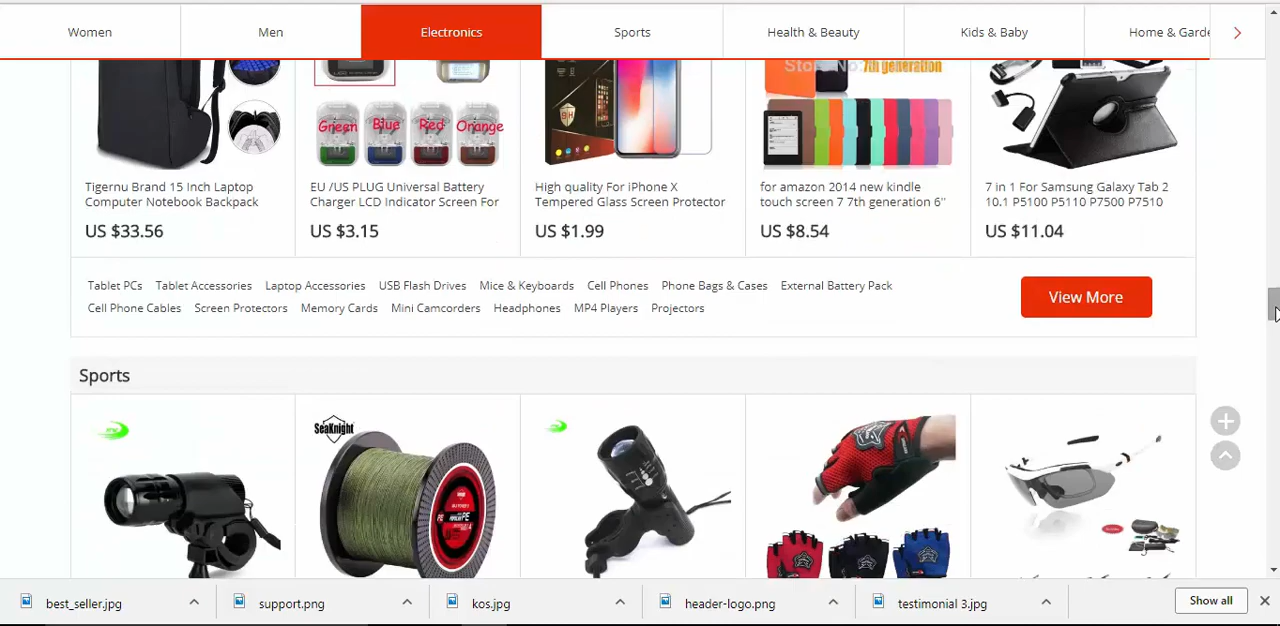 Women Men Electronics Sports Health & Beauty Kids & Baby Home & Garde
7th generation
Green Blue Red Orange
Tigernu Brand 15 Inch Laptop
Computer Notebook Backpack
US $33.56
EU /US PLUG Universal Battery
Charger LCD Indicator Screen For
US $3.15
High quality For iPhone X
Tempered Glass Screen Protector
US $1.99
for amazon 2014 new kindle
touch screen 7 7th generation 6"
US $8.54
7 in 1 For Samsung Galaxy Tab 2
10.1 P5100 P5110 P7500 P7510
US $11.04
Tablet PCs Tablet Accessories Laptop Accessories USB Flash Drives Mice & Keyboards Cell Phones Phone Bags & Cases External Battery Pack
Cell Phone Cables Screen Protectors Memory Cards Mini Camcorders Headphones MP4 Players Projectors
View More
Sports
SeaKnight
best_seller.jpg support.png kos.jpg header-logo.png testimonial 3.jpg Show all